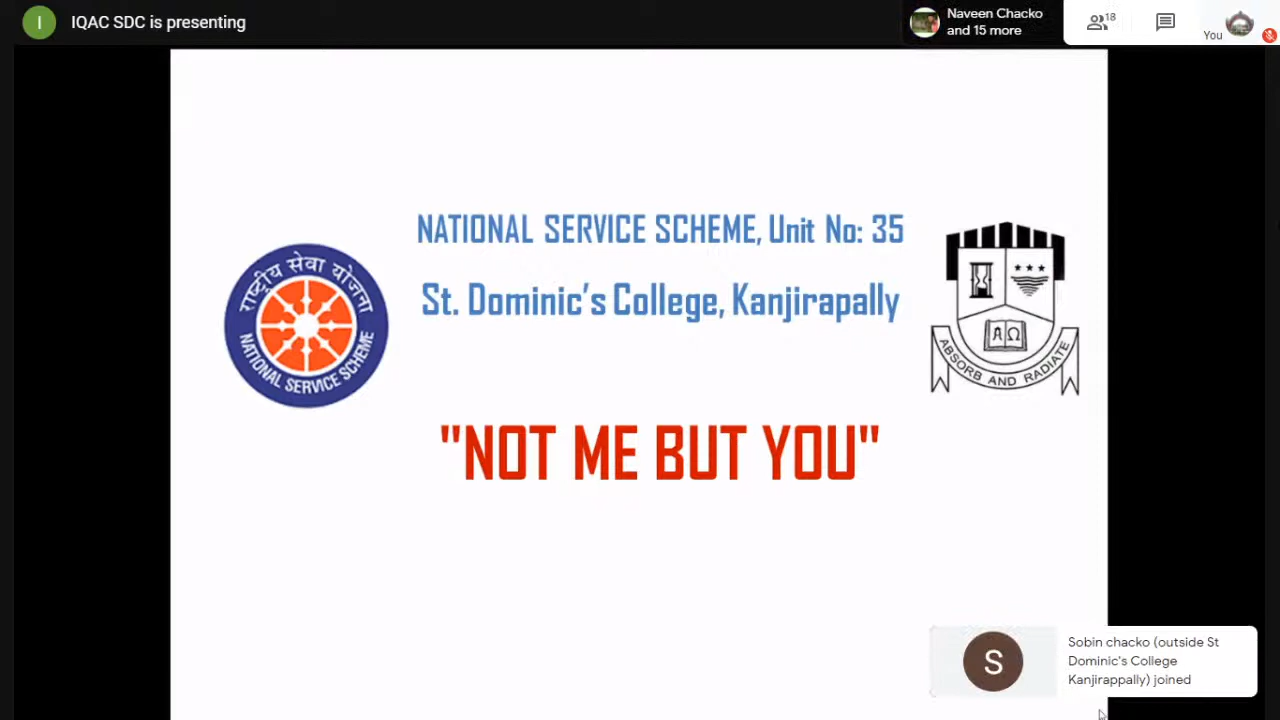 I
IQAC SDC is presenting
Naveen Chacko
and 15 more
18
You
NATIONAL SERVICE SCHEME, Unit No: 35
St. Dominic's College, Kanjirapally
राष्ट्रीय सेवा योजना
NATIONAL SERVICE SCHEME
ΑΩ
ABSORB AND RADIATE
"NOT ME BUT YOU"
S
Sobin chacko (outside St
Dominic's College
Kanjirappally) joined